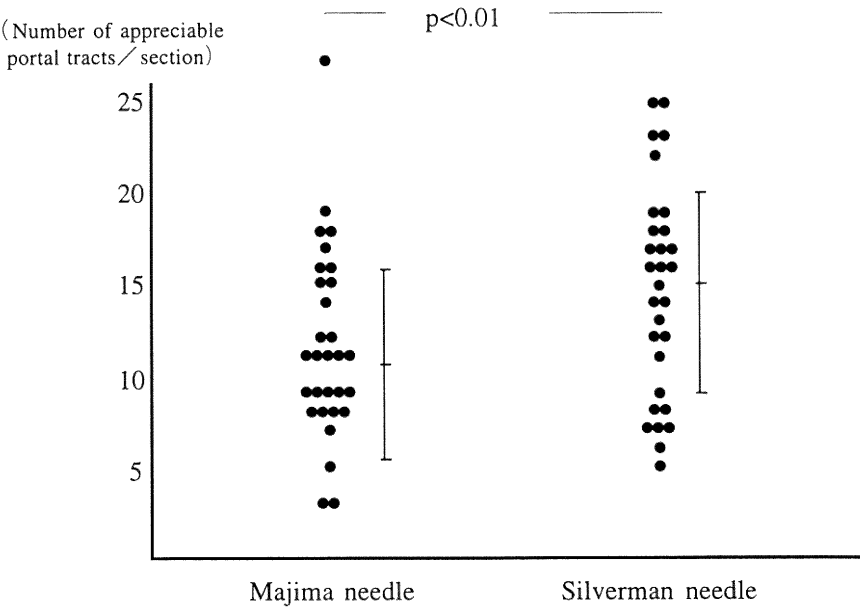 p<0.01
(Number of appreciable
portal tracts／section)
25
20
15
10
5
Majima needle
Silverman needle